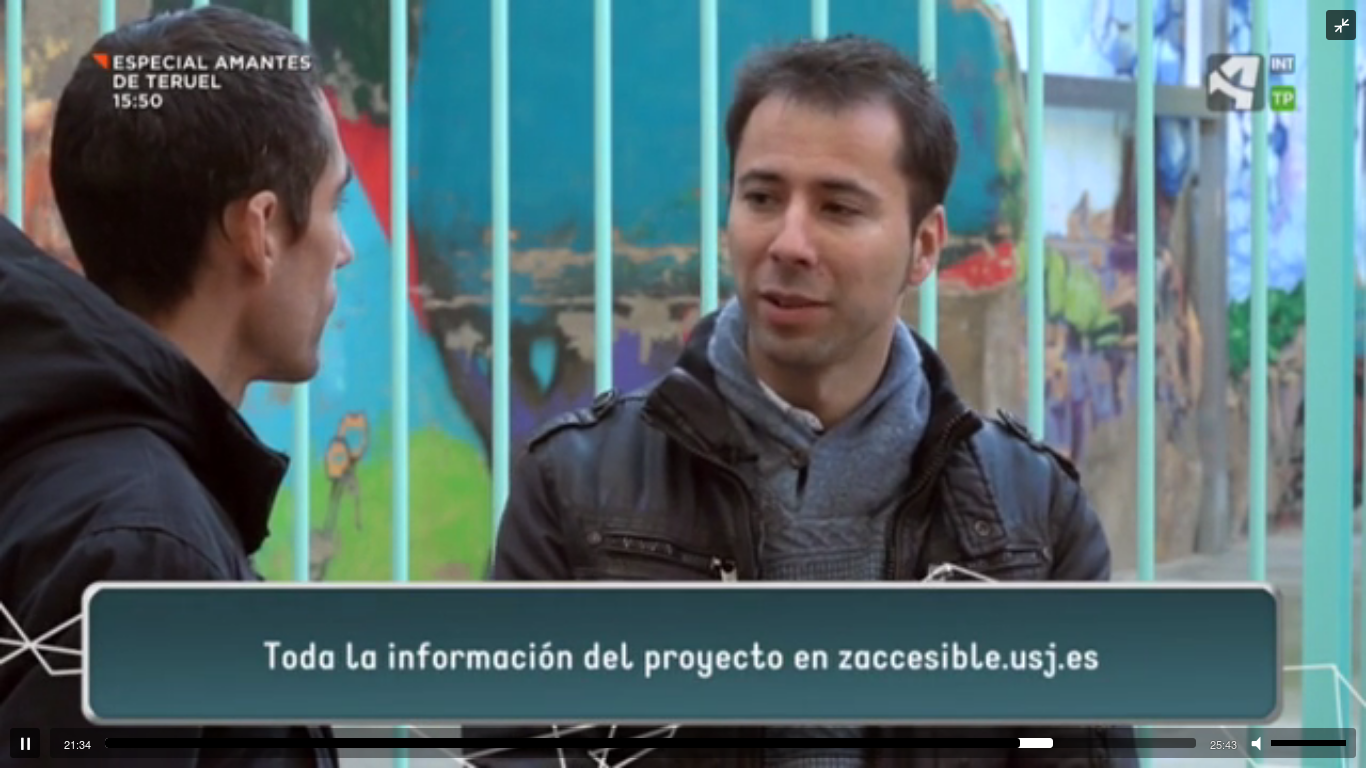 ESPECIAL AMANTES
DE TERUEL
15:50
INT
TP
Toda la información del proyecto en zaccesible.usj.es
21:34
25:43